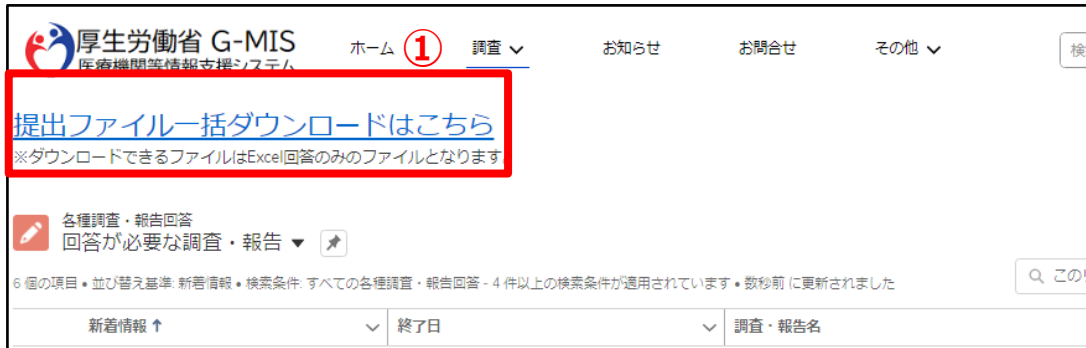 厚生労働省 G-MIS
医療機関等情報支援システム
ホーム ① 調査 お知らせ お問合せ その他 検
提出ファイル一括ダウンロードはこちら
※ダウンロードできるファイルはExcel回答のみのファイルとなります。
各種調査・報告回答
回答が必要な調査・報告 ▼
6 個の項目 • 並び替え基準: 新着情報 • 検索条件: すべての各種調査・報告回答 - 4 件以上の検索条件が適用されています • 数秒前 に更新されました
このリ
新着情報 ↑ 終了日 調査・報告名